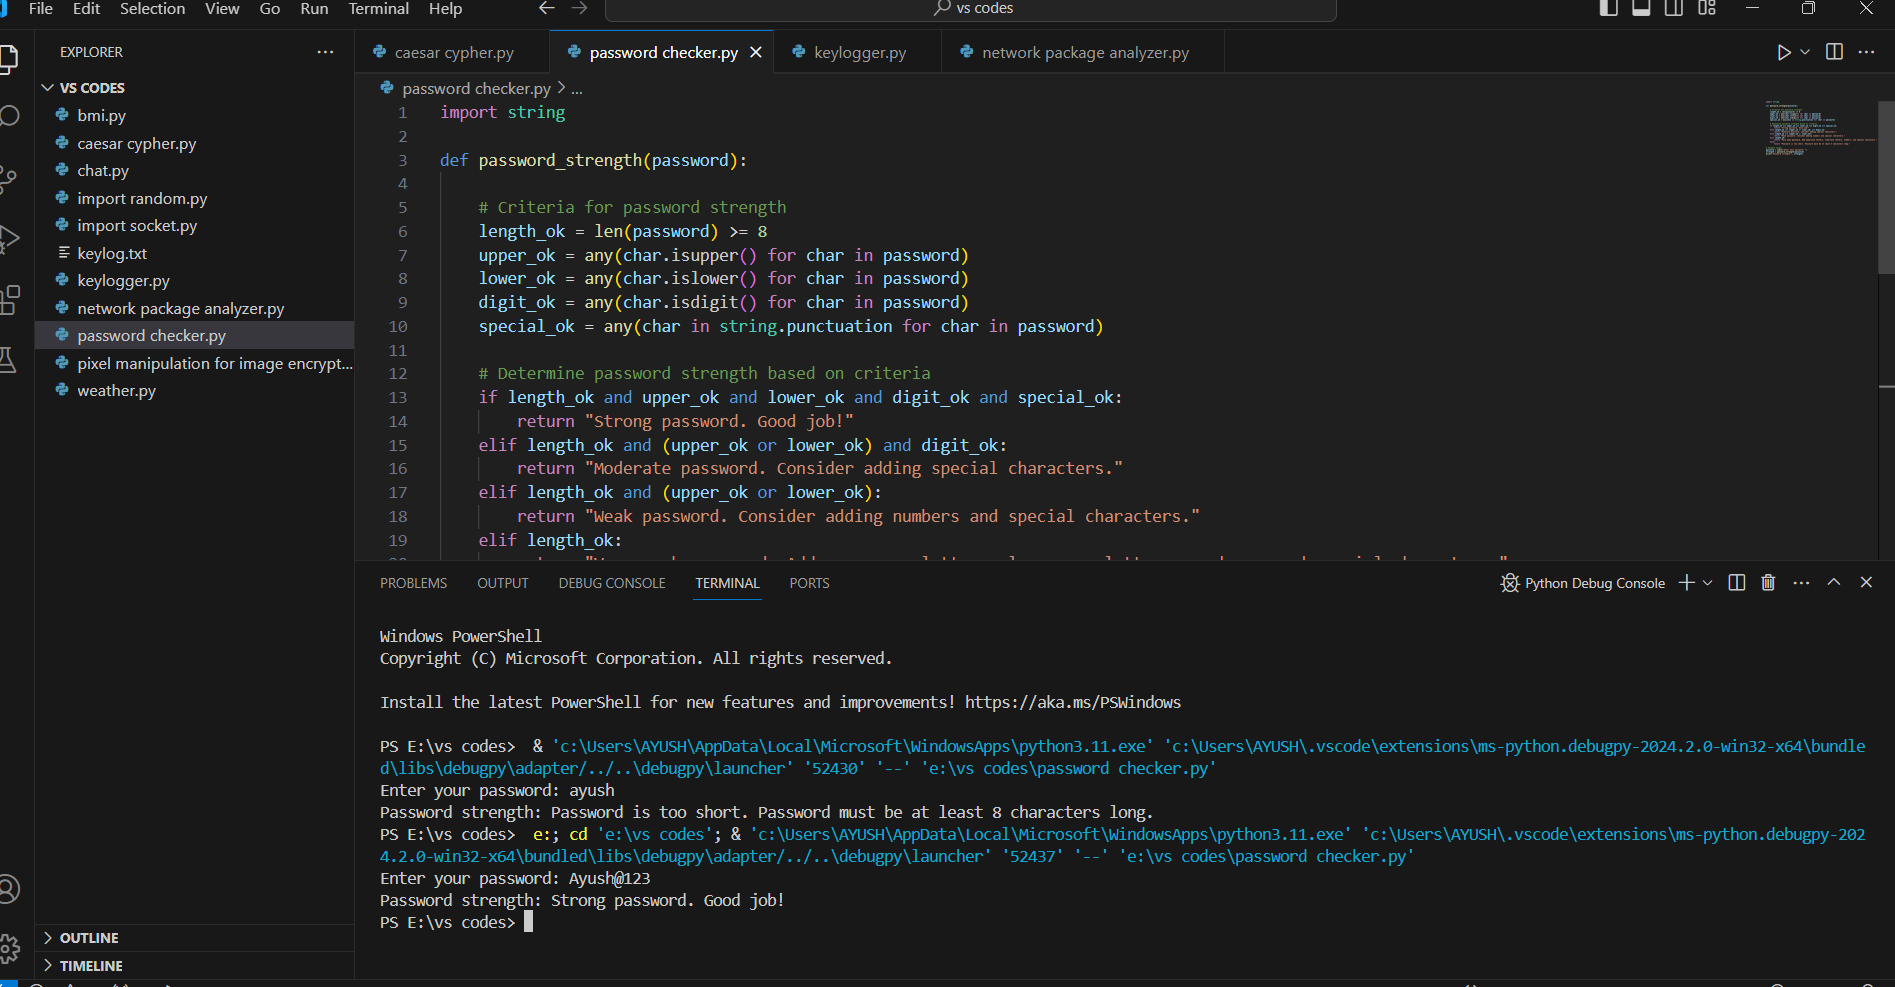 File Edit Selection View Go Run Terminal Help vs codes
EXPLORER
VS CODES
bmi.py
caesar cypher.py
chat.py
import random.py
import socket.py
keylog.txt
keylogger.py
network package analyzer.py
password checker.py
pixel manipulation for image encrypt...
weather.py
OUTLINE
TIMELINE
caesar cypher.py password checker.py keylogger.py network package analyzer.py
password checker.py > ...
1 import string
2
3 def password_strength(password):
4
5 # Criteria for password strength
6 length_ok = len(password) >= 8
7 upper_ok = any(char.isupper() for char in password)
8 lower_ok = any(char.islower() for char in password)
9 digit_ok = any(char.isdigit() for char in password)
10 special_ok = any(char in string.punctuation for char in password)
11
12 # Determine password strength based on criteria
13 if length_ok and upper_ok and lower_ok and digit_ok and special_ok:
14 return "Strong password. Good job!"
15 elif length_ok and (upper_ok or lower_ok) and digit_ok:
16 return "Moderate password. Consider adding special characters."
17 elif length_ok and (upper_ok or lower_ok):
18 return "Weak password. Consider adding numbers and special characters."
19 elif length_ok:
PROBLEMS OUTPUT DEBUG CONSOLE TERMINAL PORTS Python Debug Console
Windows PowerShell
Copyright (C) Microsoft Corporation. All rights reserved.
Install the latest PowerShell for new features and improvements! https://aka.ms/PSWindows
PS E:\vs codes>  & 'c:\Users\AYUSH\AppData\Local\Microsoft\WindowsApps\python3.11.exe' 'c:\Users\AYUSH\.vscode\extensions\ms-python.debugpy-2024.2.0-win32-x64\bundle
d\libs\debugpy\adapter/../..\debugpy\launcher' '52430' '--' 'e:\vs codes\password checker.py'
Enter your password: ayush
Password strength: Password is too short. Password must be at least 8 characters long.
PS E:\vs codes>  e:; cd 'e:\vs codes'; & 'c:\Users\AYUSH\AppData\Local\Microsoft\WindowsApps\python3.11.exe' 'c:\Users\AYUSH\.vscode\extensions\ms-python.debugpy-202
4.2.0-win32-x64\bundled\libs\debugpy\adapter/../..\debugpy\launcher' '52437' '--' 'e:\vs codes\password checker.py'
Enter your password: Ayush@123
Password strength: Strong password. Good job!
PS E:\vs codes>